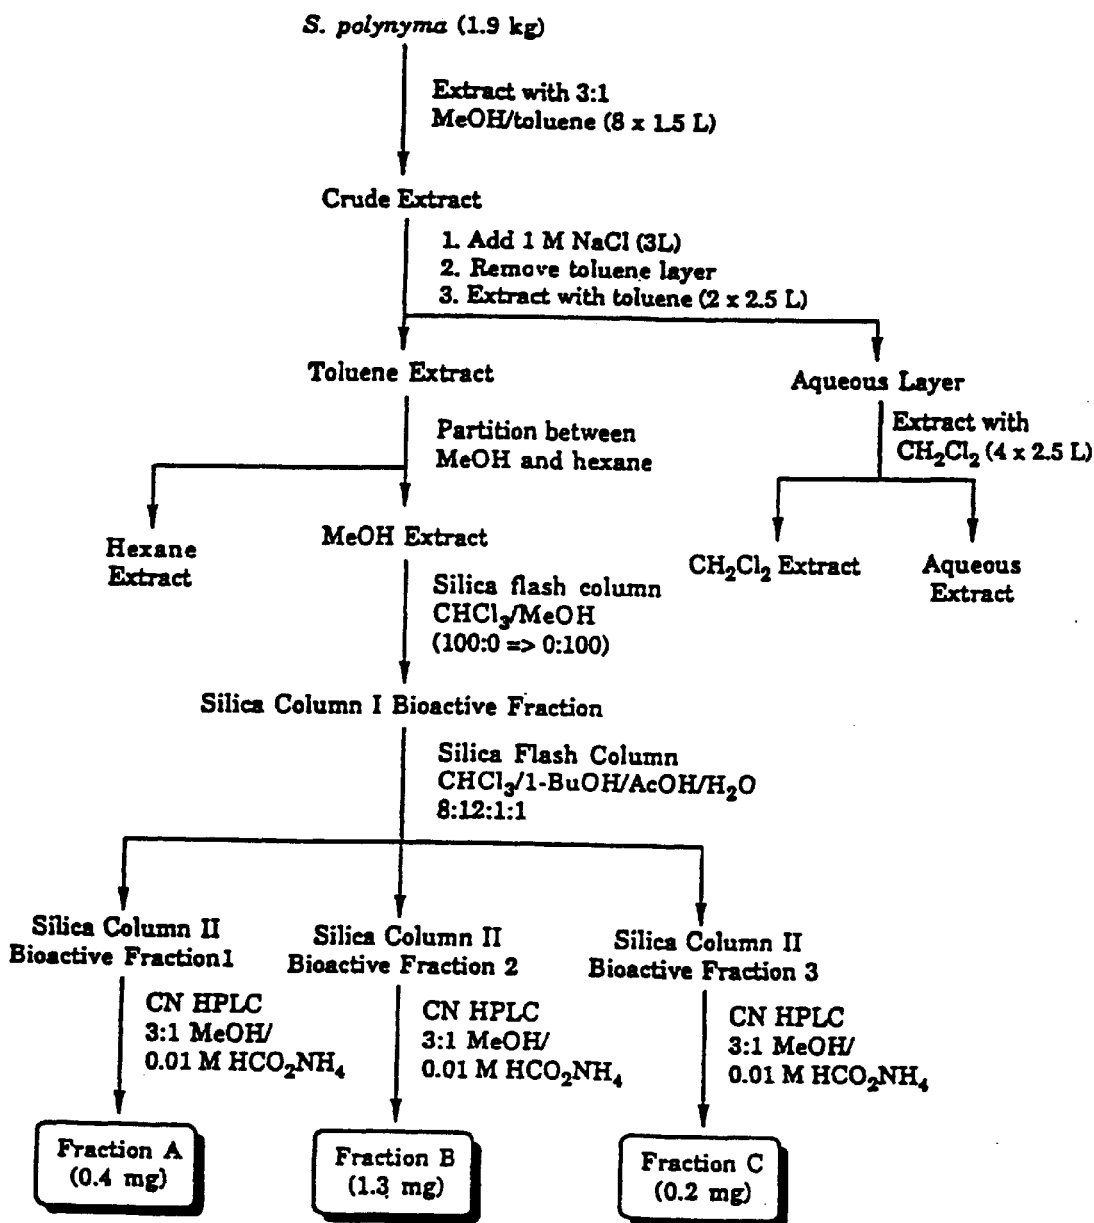 S. polynyma (1.9 kg)
Extract with 3:1
MeOH/toluene (8 x 1.5 L)
Crude Extract
1. Add 1 M NaCl (3L)
2. Remove toluene layer
3. Extract with toluene (2 x 2.5 L)
Toluene Extract
Aqueous Layer
Partition between
MeOH and hexane
Extract with
CH₂Cl₂ (4 x 2.5 L)
Hexane
Extract
MeOH Extract
CH₂Cl₂ Extract
Aqueous
Extract
Silica flash column
CHCl₃/MeOH
(100:0 => 0:100)
Silica Column I Bioactive Fraction
Silica Flash Column
CHCl₃/1-BuOH/AcOH/H₂O
8:12:1:1
Silica Column II
Bioactive Fraction1
Silica Column II
Bioactive Fraction 2
Silica Column II
Bioactive Fraction 3
CN HPLC
3:1 MeOH/
0.01 M HCO₂NH₄
CN HPLC
3:1 MeOH/
0.01 M HCO₂NH₄
CN HPLC
3:1 MeOH/
0.01 M HCO₂NH₄
Fraction A
(0.4 mg)
Fraction B
(1.3 mg)
Fraction C
(0.2 mg)